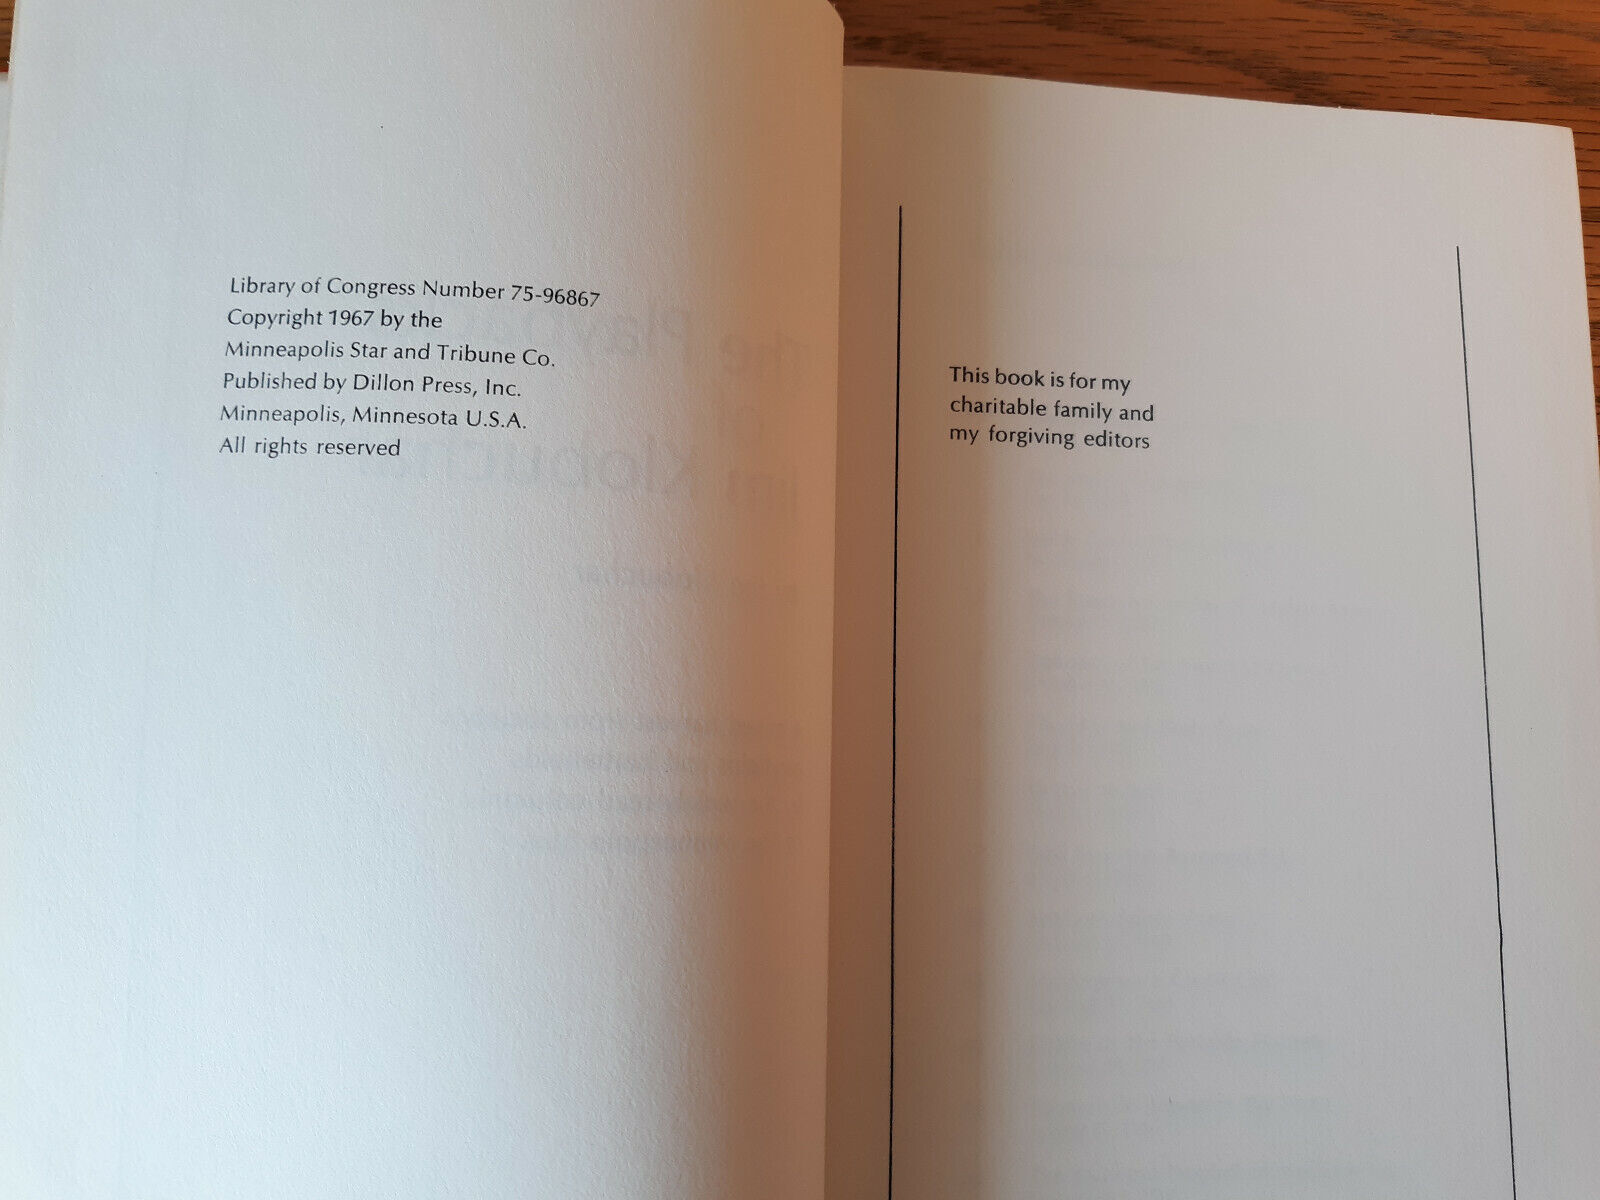 Library of Congress Number 75-96867
Copyright 1967 by the
Minneapolis Star and Tribune Co.
Published by Dillon Press, Inc.
Minneapolis, Minnesota U.S.A.
All rights reserved
This book is for my
charitable family and
my forgiving editors